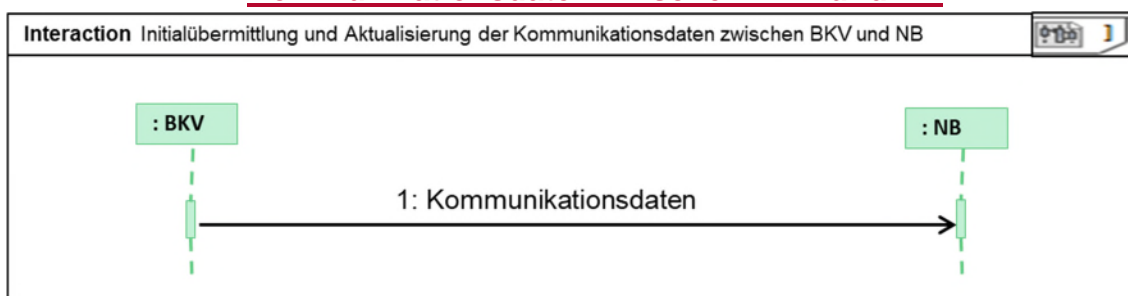 Interaction Initialübermittlung und Aktualisierung der Kommunikationsdaten zwischen BKV und NB
: BKV
: NB
1: Kommunikationsdaten